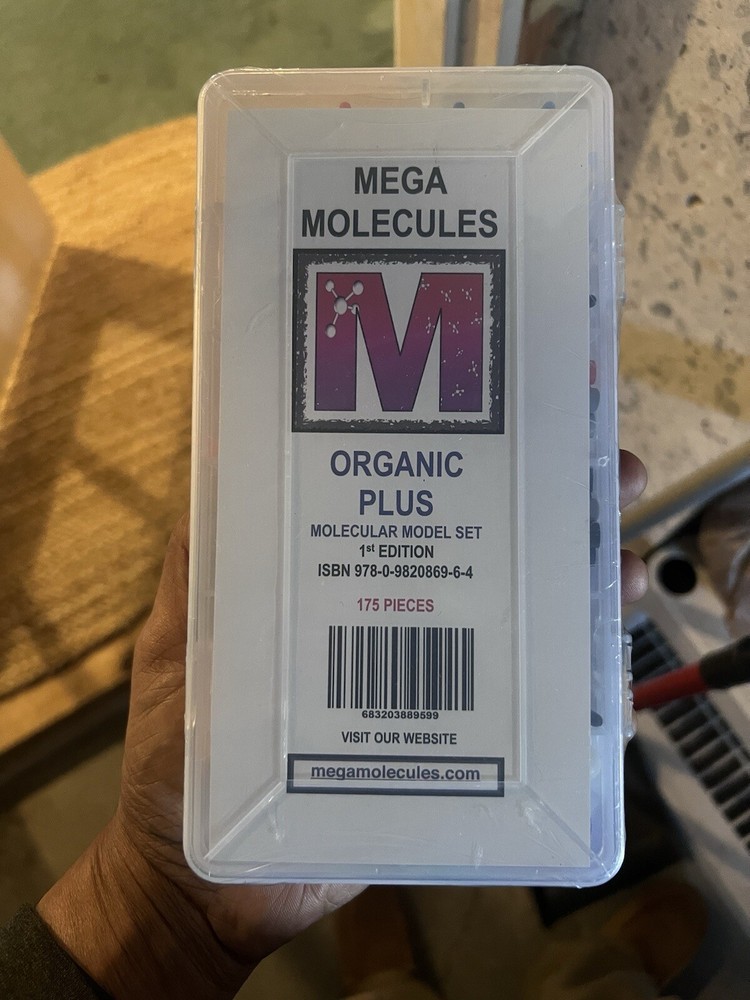 MEGA
MOLECULES
M
ORGANIC
PLUS
MOLECULAR MODEL SET
1st EDITION
ISBN 978-0-9820869-6-4
175 PIECES
683203889599
VISIT OUR WEBSITE
megamolecules.com